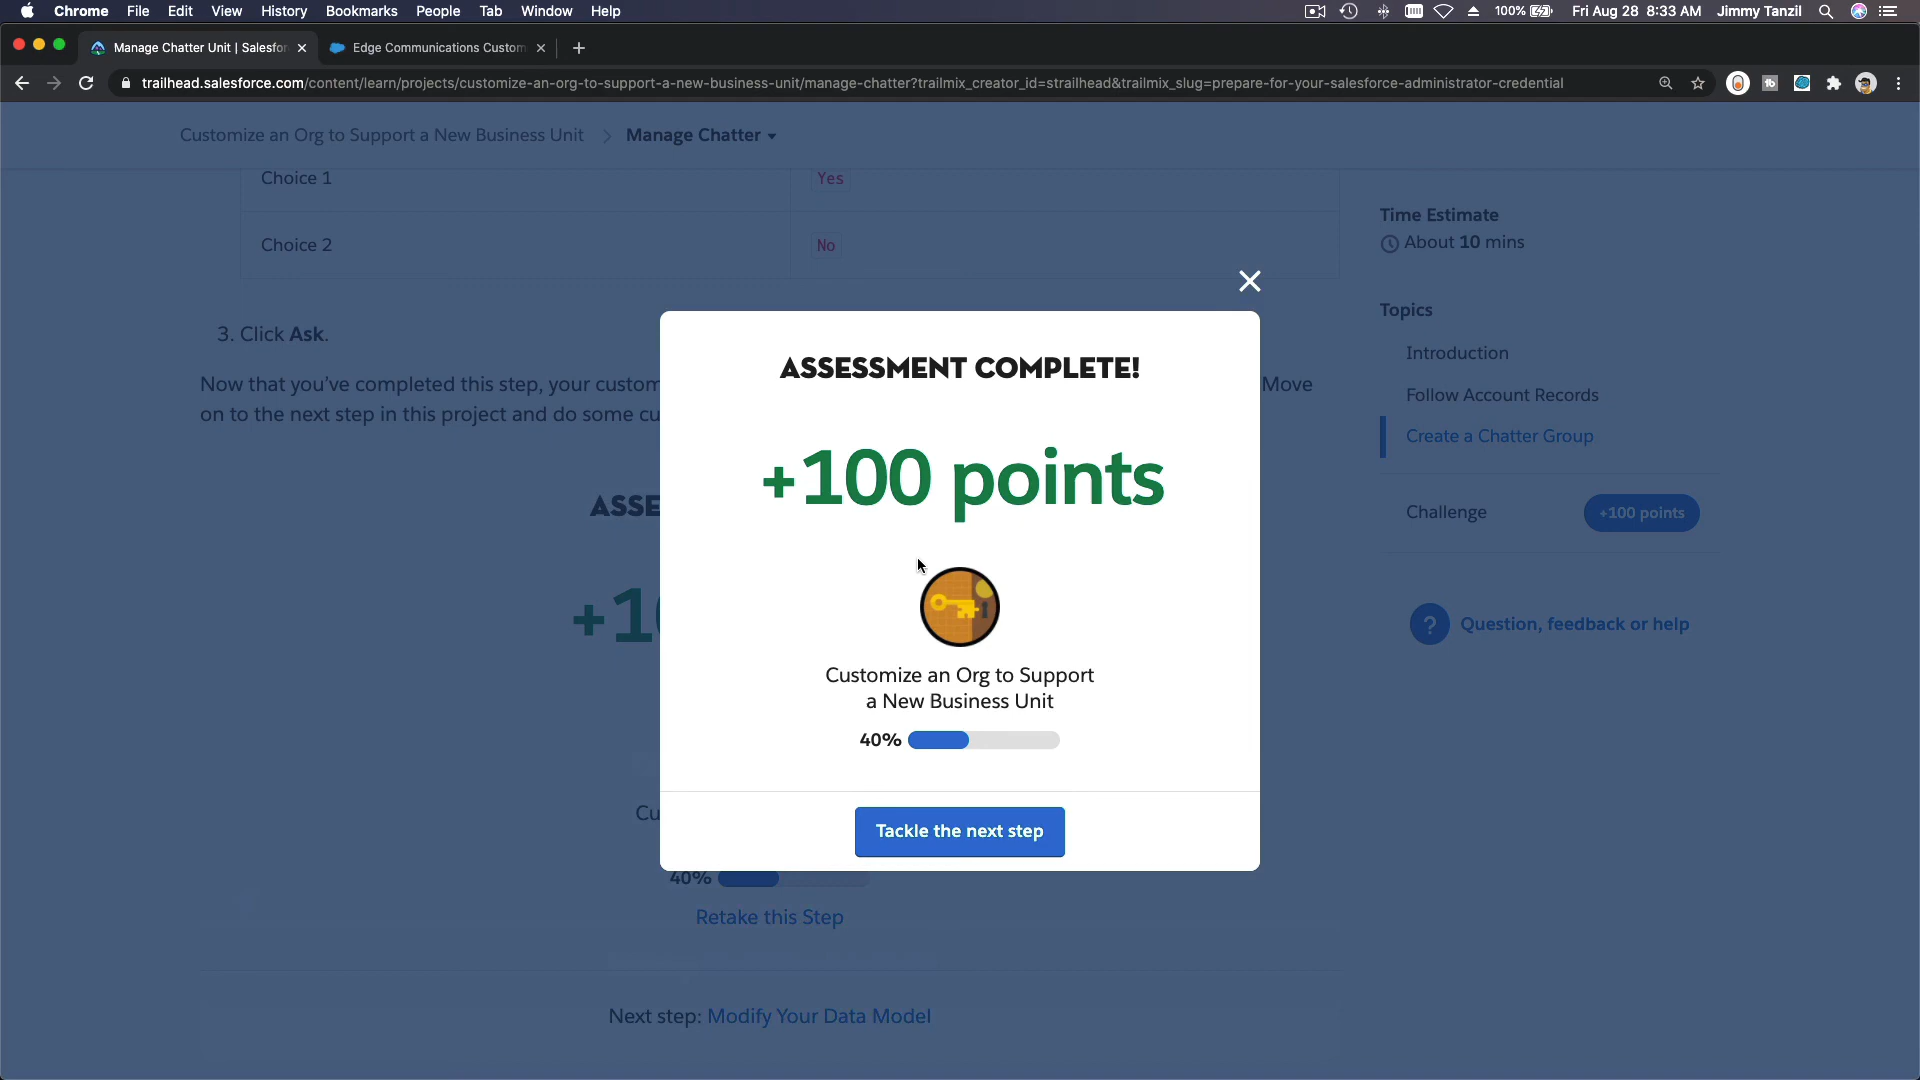 Chrome File Edit View History Bookmarks People Tab Window Help 100% Fri Aug 28 8:33 AM Jimmy Tanzil
Manage Chatter Unit | Salesfor Edge Communications Custom
trailhead.salesforce.com/content/learn/projects/customize-an-org-to-support-a-new-business-unit/manage-chatter?trailmix_creator_id=strailhead&trailmix_slug=prepare-for-your-salesforce-administrator-credential
Customize an Org to Support a New Business Unit > Manage Chatter
Choice 1 Yes
Choice 2 No
3. Click Ask.
Now that you've completed this step, your custom Move
on to the next step in this project and do some cu
ASSE
+10
Cu
40%
Retake this Step
Next step: Modify Your Data Model
ASSESSMENT COMPLETE!
+100 points
Customize an Org to Support
a New Business Unit
40%
Tackle the next step
Time Estimate
About 10 mins
Topics
Introduction
Follow Account Records
Create a Chatter Group
Challenge +100 points
? Question, feedback or help